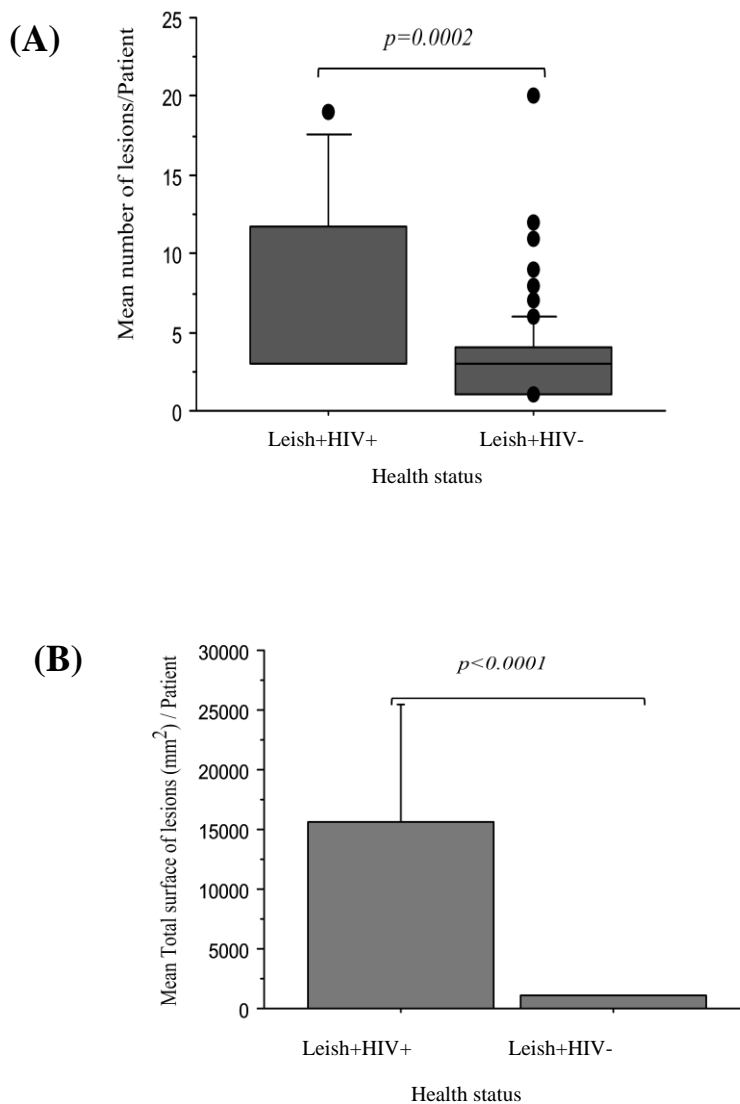 (A)
p=0.0002
Mean number of lesions/Patient
25
20
15
10
5
0
Leish+HIV+ Leish+HIV-
Health status
(B)
p<0.0001
Mean Total surface of lesions (mm²) / Patient
30000
25000
20000
15000
10000
5000
0
Leish+HIV+ Leish+HIV-
Health status